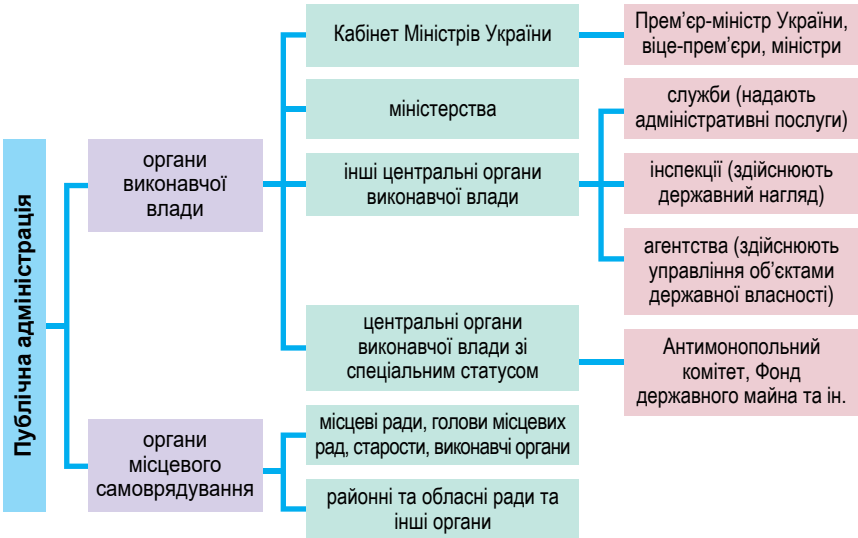 Публічна адміністрація
органи
виконавчої
влади
Кабінет Міністрів України
Прем’єр-міністр України,
віце-прем’єри, міністри
міністерства
інші центральні органи
виконавчої влади
служби (надають
адміністративні послуги)
інспекції (здійснюють
державний нагляд)
агентства (здійснюють
управління об’єктами
державної власності)
центральні органи
виконавчої влади зі
спеціальним статусом
Антимонопольний
комітет, Фонд
державного майна та ін.
органи
місцевого
самоврядування
місцеві ради, голови місцевих
рад, старости, виконавчі органи
районні та обласні ради та
інші органи